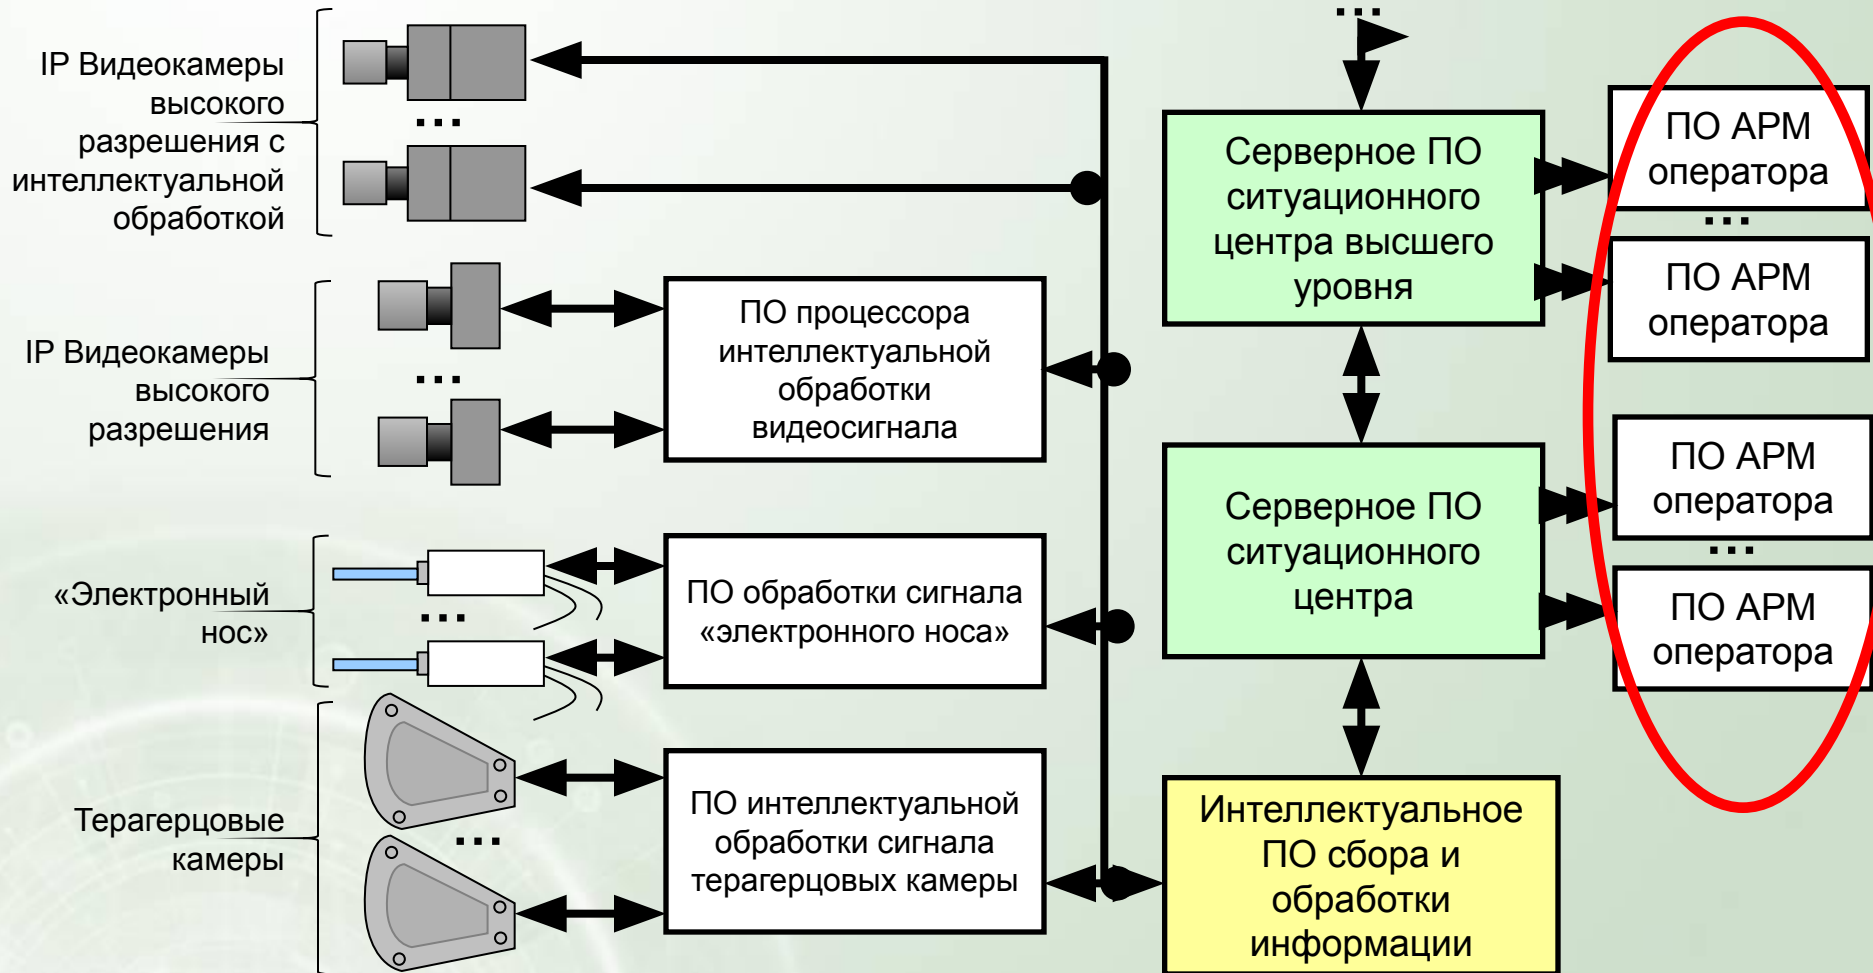 IP Видеокамеры
высокого
разрешения с
интеллектуальной
обработкой
...
IP Видеокамеры
высокого
разрешения
...
ПО процессора
интеллектуальной
обработки
видеосигнала
«Электронный
нос»
...
ПО обработки сигнала
«электронного носа»
Терагерцовые
камеры
...
ПО интеллектуальной
обработки сигнала
терагерцовых камеры
...
Серверное ПО
ситуационного
центра высшего
уровня
ПО АРМ
оператора
...
ПО АРМ
оператора
Серверное ПО
ситуационного
центра
ПО АРМ
оператора
...
ПО АРМ
оператора
Интеллектуальное
ПО сбора и
обработки
информации